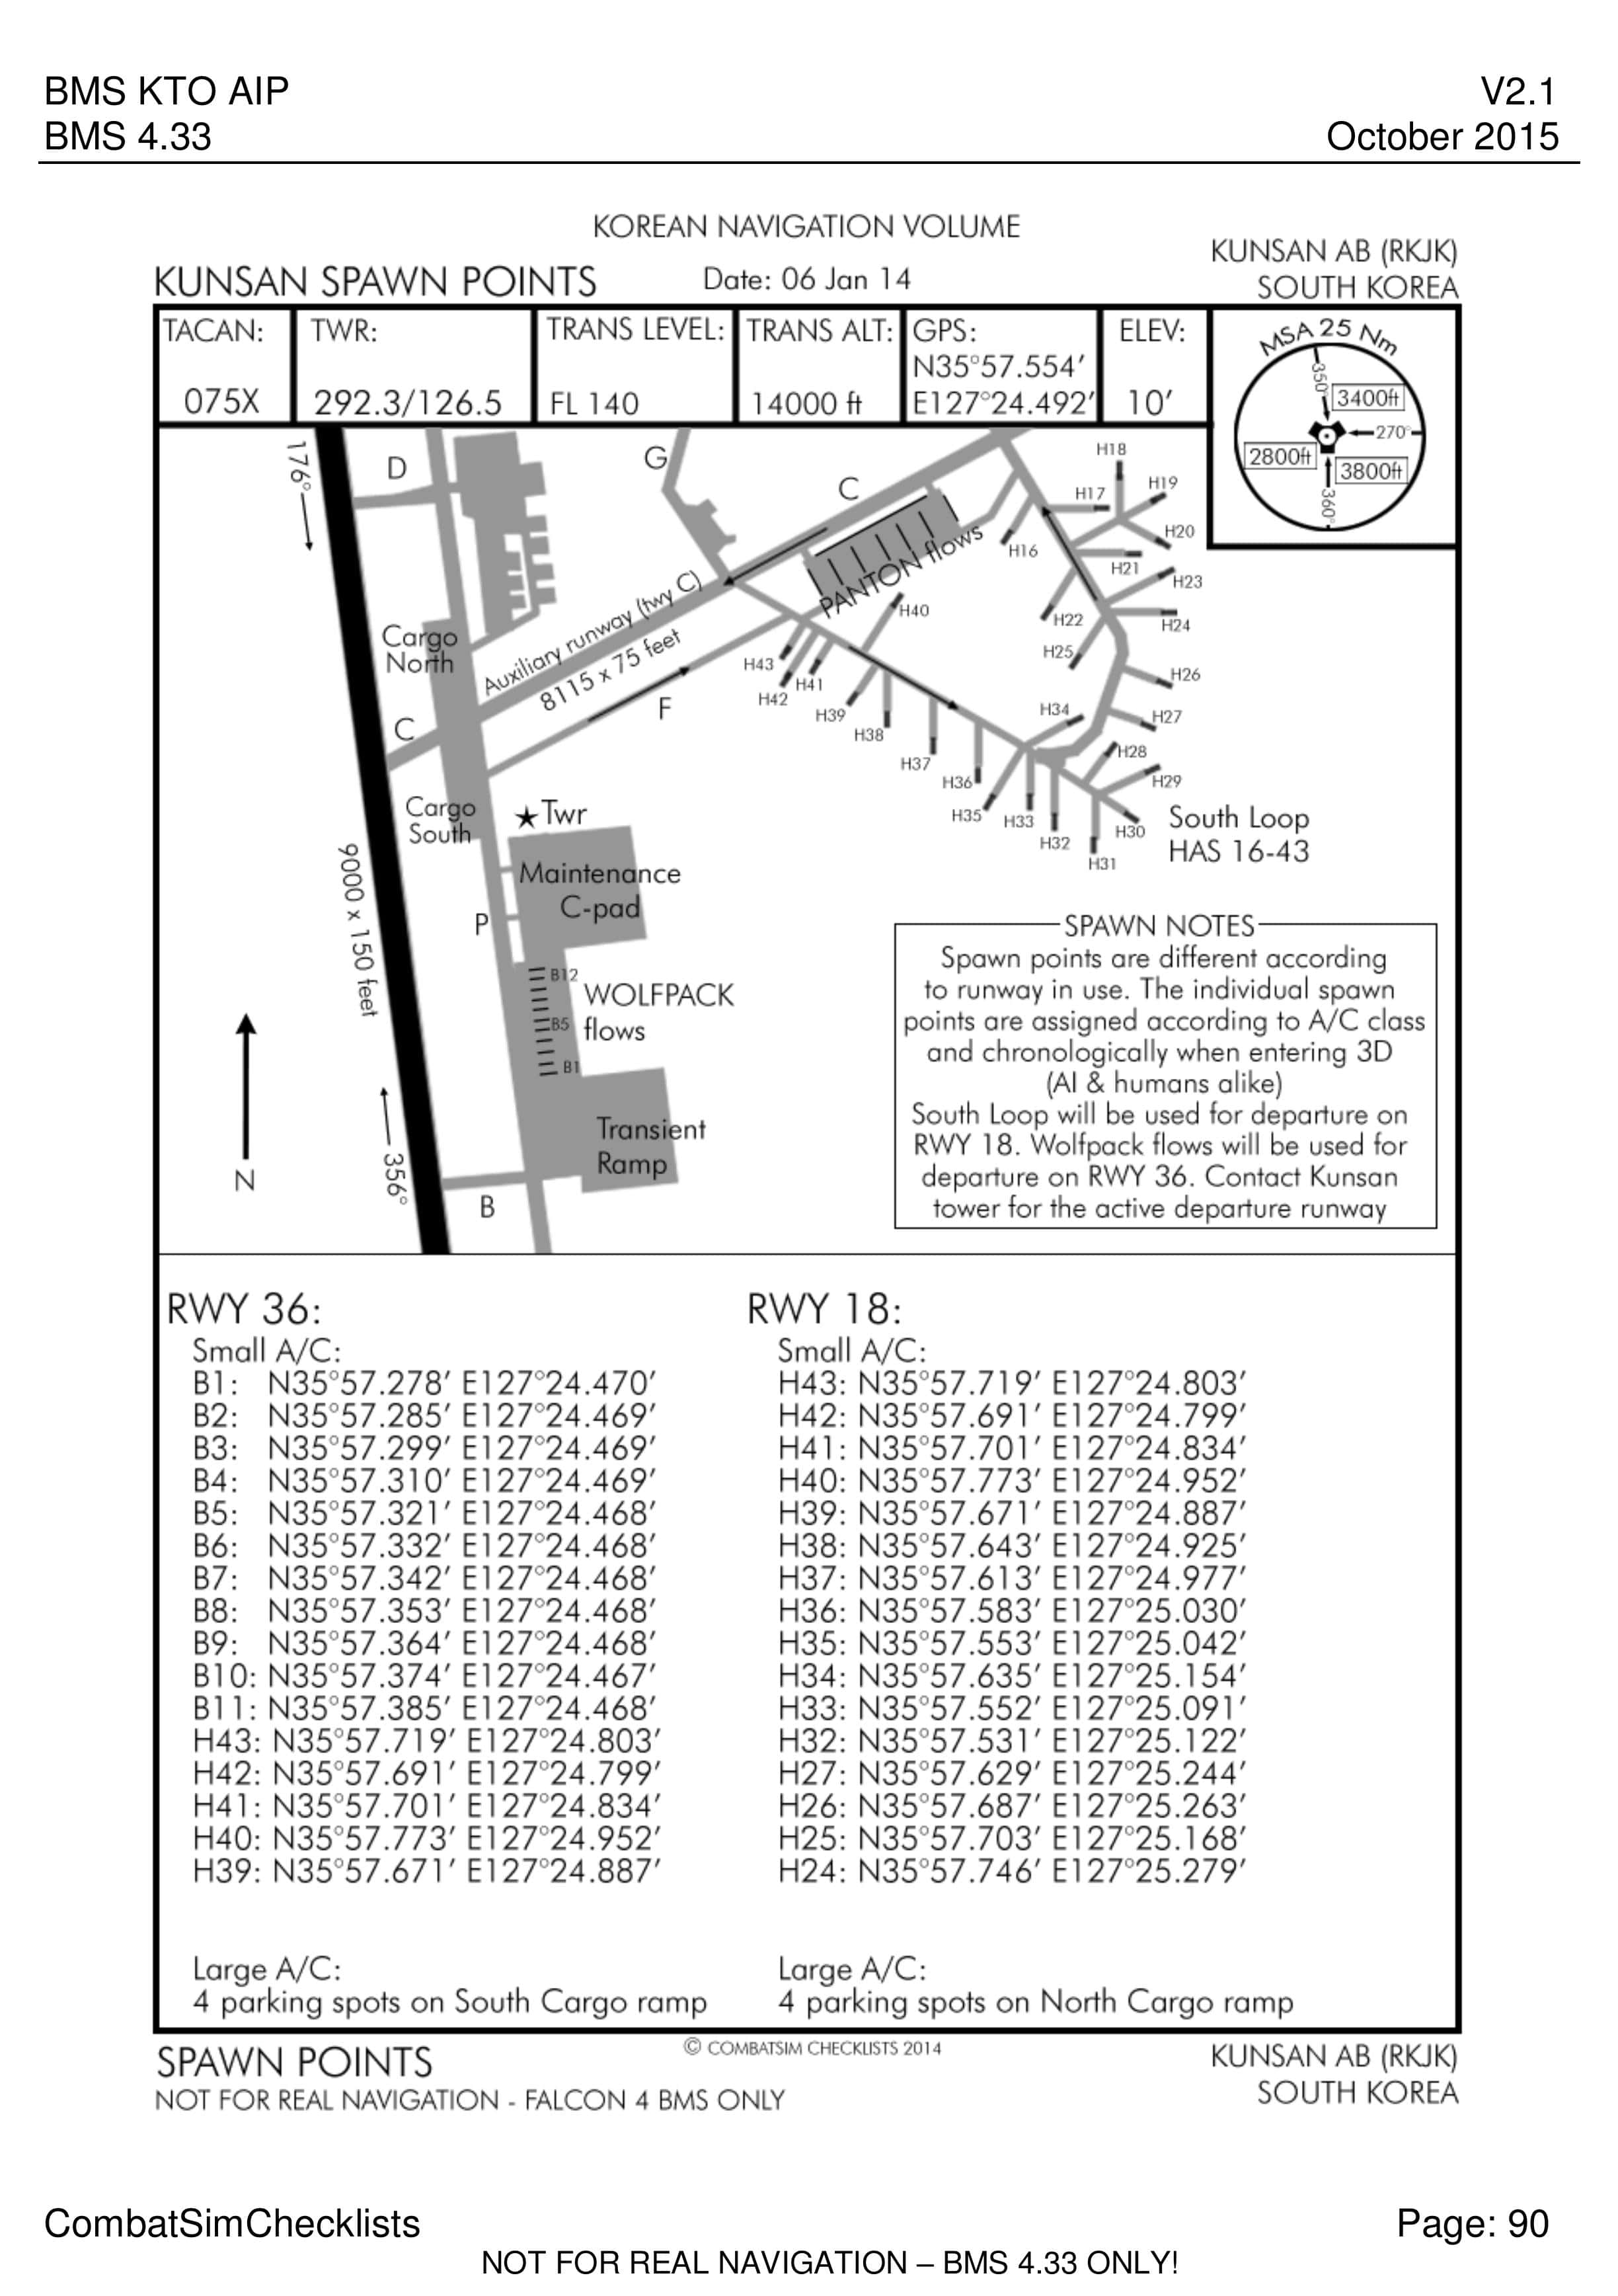 BMS KTO AIP
V2.1
BMS 4.33
October 2015
KOREAN NAVIGATION VOLUME
KUNSAN SPAWN POINTS
Date: 06 Jan 14
KUNSAN AB (RKJK)
SOUTH KOREA
TACAN:
075X
TWR:
292.3/126.5
TRANS LEVEL:
FL 140
TRANS ALT:
14000 ft
GPS:
N35°57.554'
E127°24.492'
ELEV:
10'
MSA 25 Nm
350°
3400ft
270°
2800ft
3800ft
360°
176°
D
G
C
H18
H17
H19
H20
H16
H21
H23
PANTON flows
H22
H24
H40
H25
Cargo
North
Auxiliary runway (twy C)
8115 x 75 feet
F
H43
H42
H41
H39
H38
H37
H36
H35
H34
H33
H32
H31
H30
H29
H28
H27
H26
C
Cargo
South
Twr
South Loop
HAS 16-43
Maintenance
C-pad
P
9000 x 150 feet
B12
B5
B1
WOLFPACK
flows
Transient
Ramp
356°
B
N
SPAWN NOTES
Spawn points are different according
to runway in use. The individual spawn
points are assigned according to A/C class
and chronologically when entering 3D
(AI & humans alike)
South Loop will be used for departure on
RWY 18. Wolfpack flows will be used for
departure on RWY 36. Contact Kunsan
tower for the active departure runway
RWY 36:
Small A/C:
B1: N35°57.278' E127°24.470'
B2: N35°57.285' E127°24.469'
B3: N35°57.299' E127°24.469'
B4: N35°57.310' E127°24.469'
B5: N35°57.321' E127°24.468'
B6: N35°57.332' E127°24.468'
B7: N35°57.342' E127°24.468'
B8: N35°57.353' E127°24.468'
B9: N35°57.364' E127°24.468'
B10: N35°57.374' E127°24.467'
B11: N35°57.385' E127°24.468'
H43: N35°57.719' E127°24.803'
H42: N35°57.691' E127°24.799'
H41: N35°57.701' E127°24.834'
H40: N35°57.773' E127°24.952'
H39: N35°57.671' E127°24.887'
Large A/C:
4 parking spots on South Cargo ramp
RWY 18:
Small A/C:
H43: N35°57.719' E127°24.803'
H42: N35°57.691' E127°24.799'
H41: N35°57.701' E127°24.834'
H40: N35°57.773' E127°24.952'
H39: N35°57.671' E127°24.887'
H38: N35°57.643' E127°24.925'
H37: N35°57.613' E127°24.977'
H36: N35°57.583' E127°25.030'
H35: N35°57.553' E127°25.042'
H34: N35°57.635' E127°25.154'
H33: N35°57.552' E127°25.091'
H32: N35°57.531' E127°25.122'
H27: N35°57.629' E127°25.244'
H26: N35°57.687' E127°25.263'
H25: N35°57.703' E127°25.168'
H24: N35°57.746' E127°25.279'
Large A/C:
4 parking spots on North Cargo ramp
SPAWN POINTS
© COMBATSIM CHECKLISTS 2014
KUNSAN AB (RKJK)
SOUTH KOREA
NOT FOR REAL NAVIGATION - FALCON 4 BMS ONLY
CombatSimChecklists
Page: 90
NOT FOR REAL NAVIGATION – BMS 4.33 ONLY!